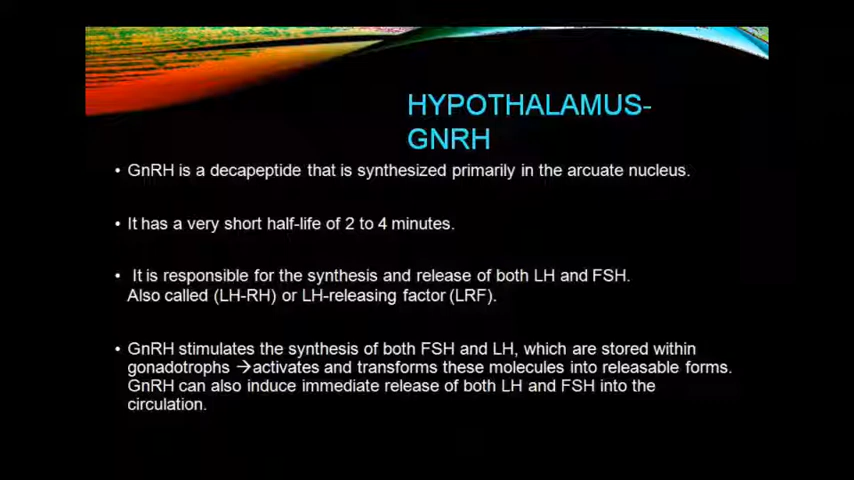 HYPOTHALAMUS-
GNRH
• GnRH is a decapeptide that is synthesized primarily in the arcuate nucleus.
• It has a very short half-life of 2 to 4 minutes.
• It is responsible for the synthesis and release of both LH and FSH.
Also called (LH-RH) or LH-releasing factor (LRF).
• GnRH stimulates the synthesis of both FSH and LH, which are stored within
gonadotrophs →activates and transforms these molecules into releasable forms.
GnRH can also induce immediate release of both LH and FSH into the
circulation.